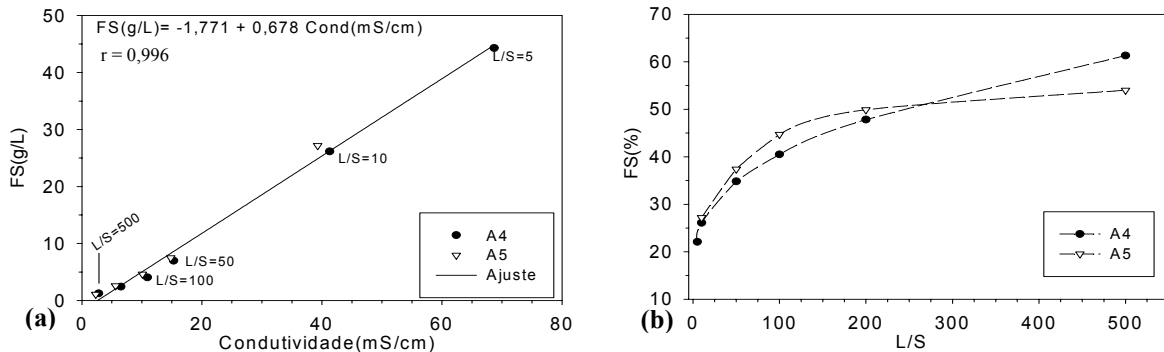 FS(g/L)= -1,771 + 0,678 Cond(mS/cm)
r = 0,996
50
40
30
20
10
0
FS(g/L)
L/S=5
L/S=10
L/S=500
L/S=50
L/S=100
A4
A5
Ajuste
0 20 40 60 80
Condutividade(mS/cm)
(a)
70
60
50
40
30
20
10
FS(%)
A4
A5
0 100 200 300 400 500
L/S
(b)